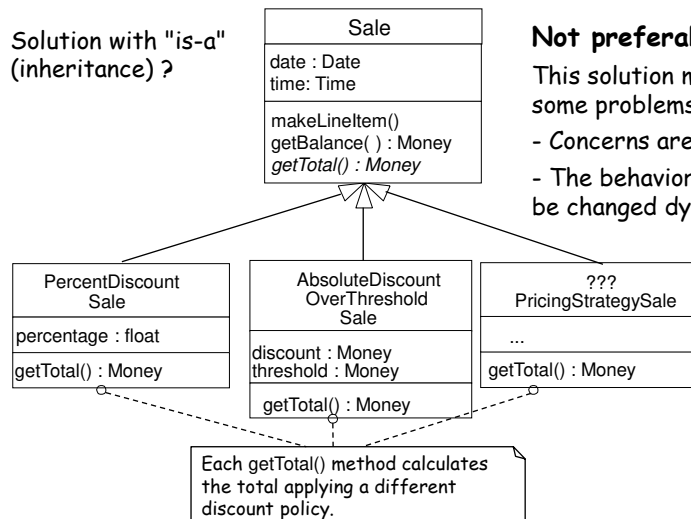 Solution with "is-a"
(inheritance) ?
Sale
date : Date
time: Time
makeLineItem()
getBalance( ) : Money
getTotal() : Money
Not
This solution
some problems
- Concerns are
- The
be changed
PercentDiscount
Sale
percentage : float
getTotal() : Money
AbsoluteDiscount
OverThreshold
Sale
discount : Money
threshold : Money
getTotal() : Money
???
PricingStrategySale
...
getTotal() : Money
Each getTotal() method calculates
the total applying a different
discount policy.